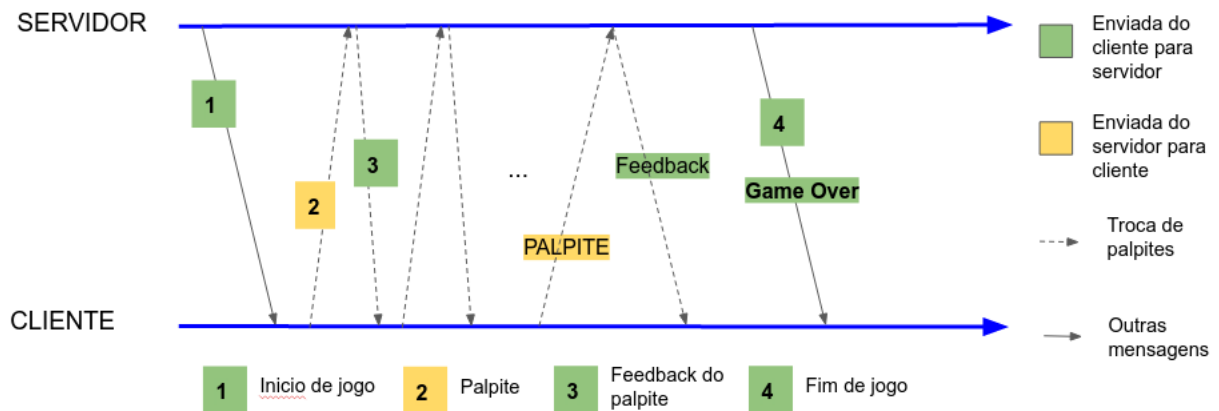 SERVIDOR
Enviada do
cliente para
servidor
1
4
3
Feedback
Enviada do
servidor para
cliente
2
...
Game Over
PALPITE
Troca de
palpites
CLIENTE
Outras
mensagens
1 Inicio de jogo
2 Palpite
3 Feedback do
palpite
4 Fim de jogo